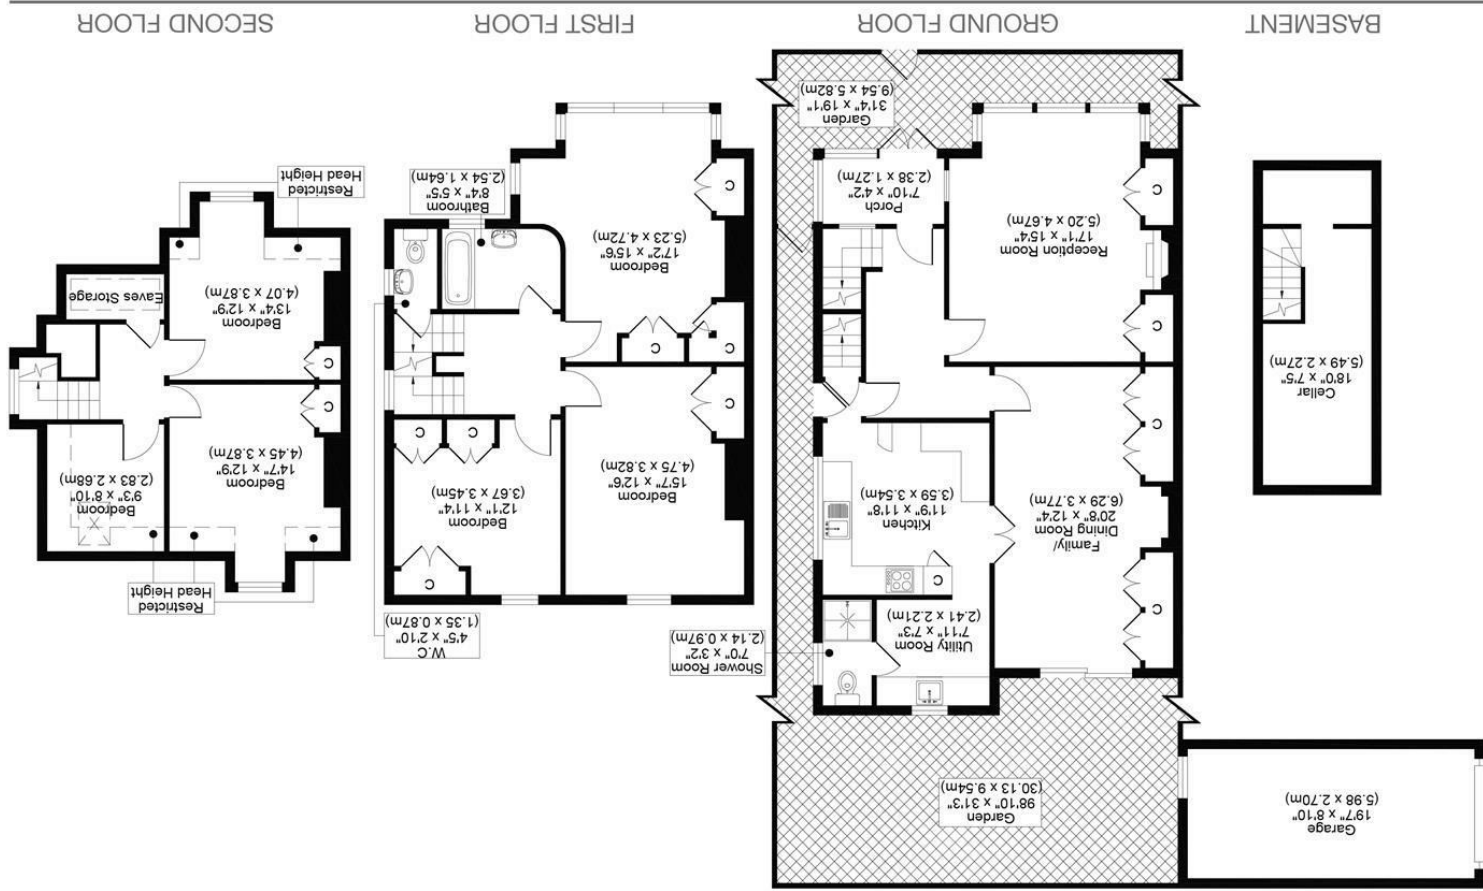 Garage
19'7" x 8'10"
(5.98 x 2.70m)
Cellar
18'0" x 7'5"
(5.49 x 2.27m)
BASEMENT
Garden
98'10" x 31'3"
(30.13 x 9.54m)
Utility Room
7'11" x 7'3"
(2.41 x 2.21m)
Shower Room
7'0" x 3'2"
(2.14 x 0.97m)
C
C
Family/
Dining Room
20'8" x 12'4"
(6.29 x 3.77m)
Kitchen
11'9" x 11'8"
(3.59 x 3.54m)
C
C
Reception Room
17'1" x 15'4"
(5.20 x 4.67m)
C
Porch
7'10" x 4'2"
(2.38 x 1.27m)
Garden
31'4" x 19'1"
(9.54 x 5.82m)
GROUND FLOOR
W.C
4'5" x 2'10"
(1.35 x 0.87m)
C
Bedroom
15'7" x 12'6"
(4.75 x 3.82m)
Bedroom
12'1" x 11'4"
(3.67 x 3.45m)
C
C
C
C
C
Bedroom
17'2" x 15'6"
(5.23 x 4.72m)
C
Bathroom
8'4" x 5'5"
(2.54 x 1.64m)
FIRST FLOOR
Restricted
Head Height
Bedroom
14'7" x 12'9"
(4.45 x 3.87m)
Bedroom
9'3" x 8'10"
(2.83 x 2.68m)
C
C
Bedroom
13'4" x 12'9"
(4.07 x 3.87m)
Eaves Storage
Restricted
Head Height
SECOND FLOOR